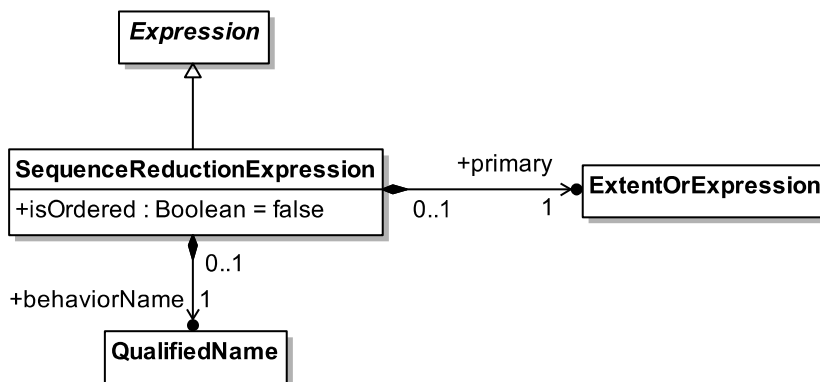 Expression
SequenceReductionExpression
+isOrdered : Boolean = false
+primary
0..1
1
ExtentOrExpression
0..1
+behaviorName
1
QualifiedName